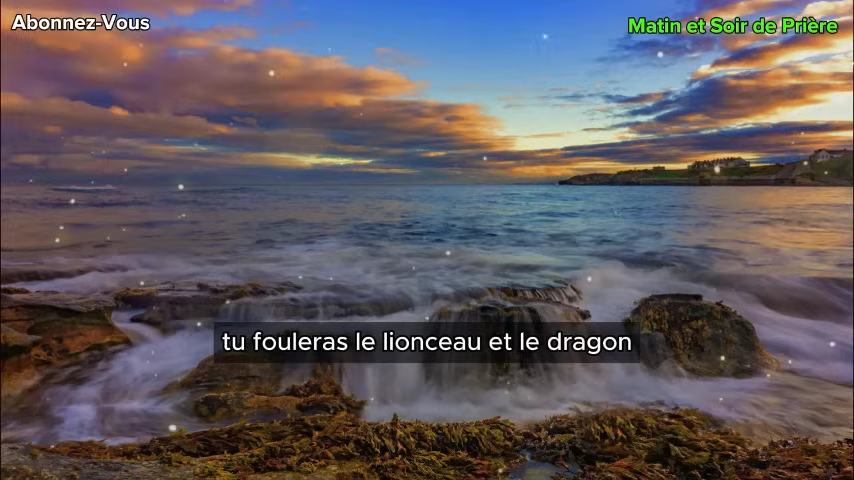 Abonnez-Vous
Matin et Soir de Prière
tu fouleras le lionceau et le dragon